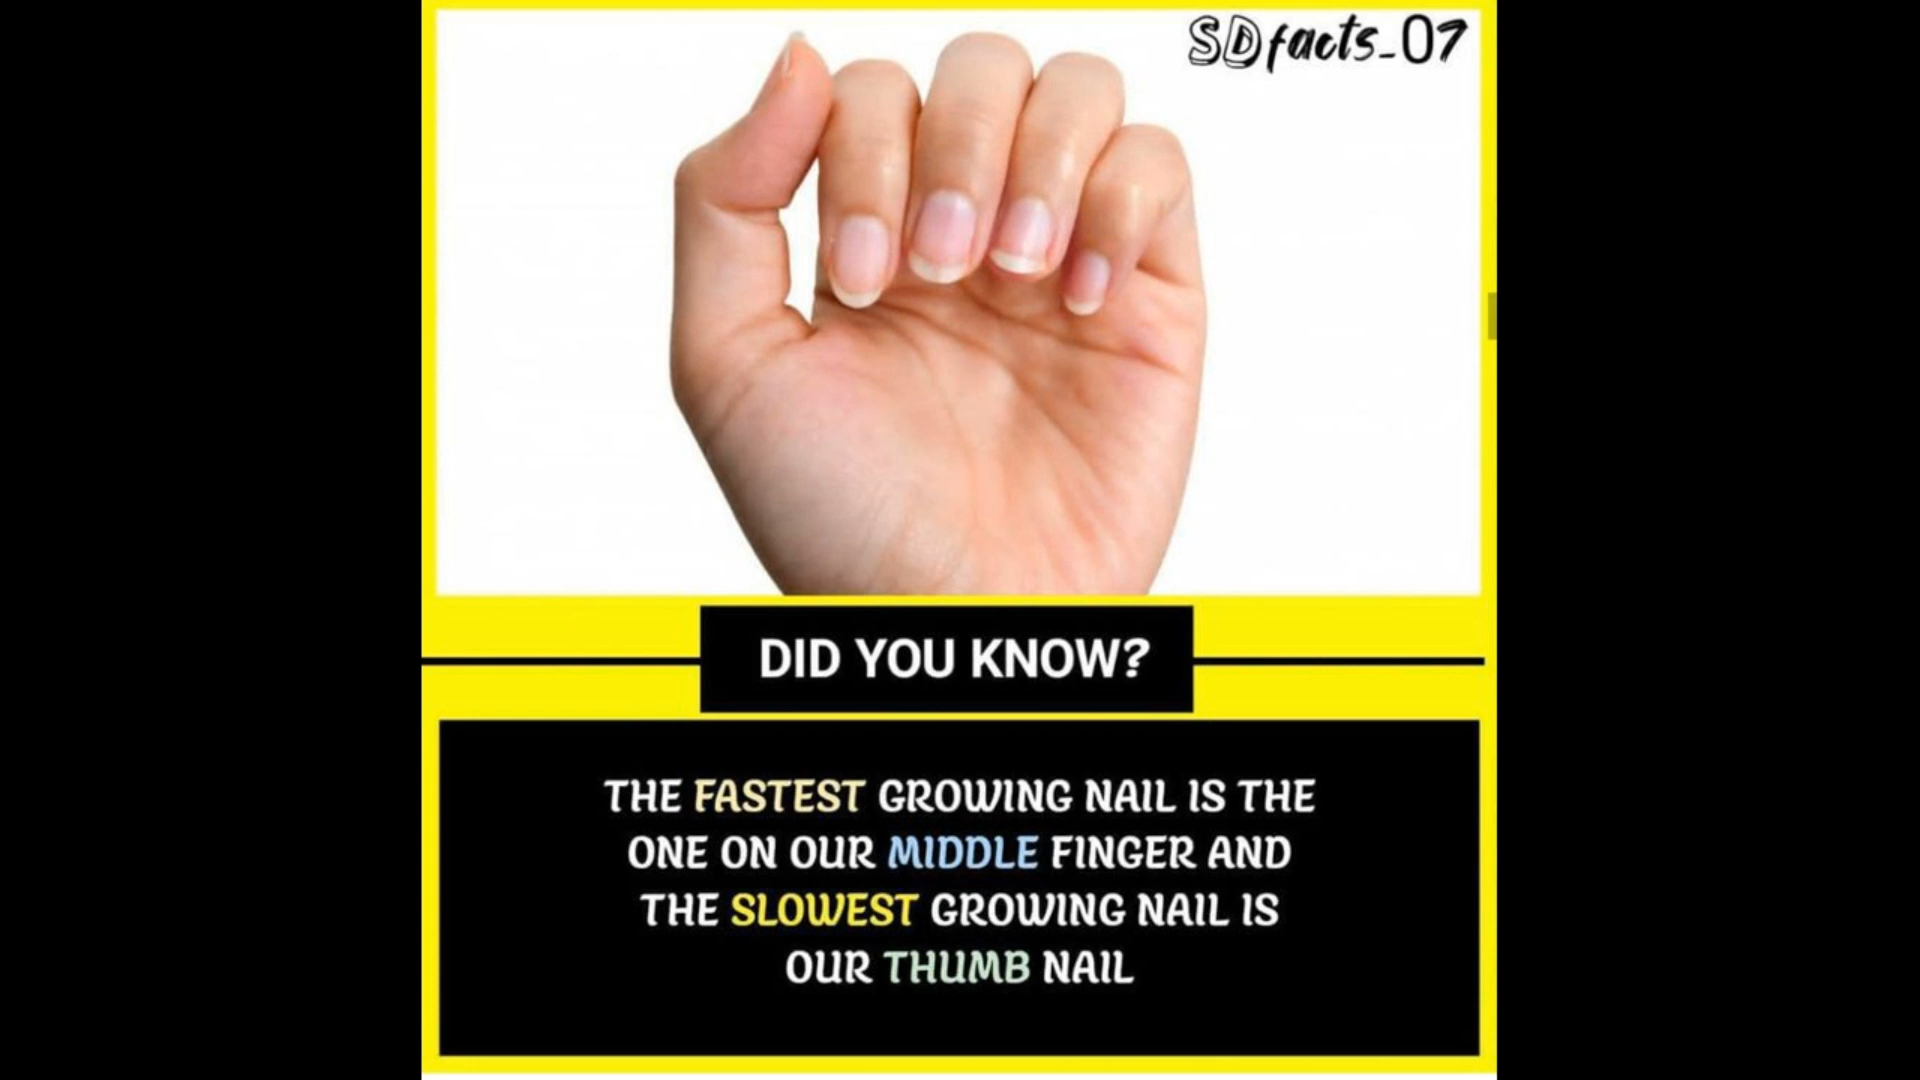 SDfacts_07
DID YOU KNOW?
THE FASTEST GROWING NAIL IS THE
ONE ON OUR MIDDLE FINGER AND
THE SLOWEST GROWING NAIL IS
OUR THUMB NAIL